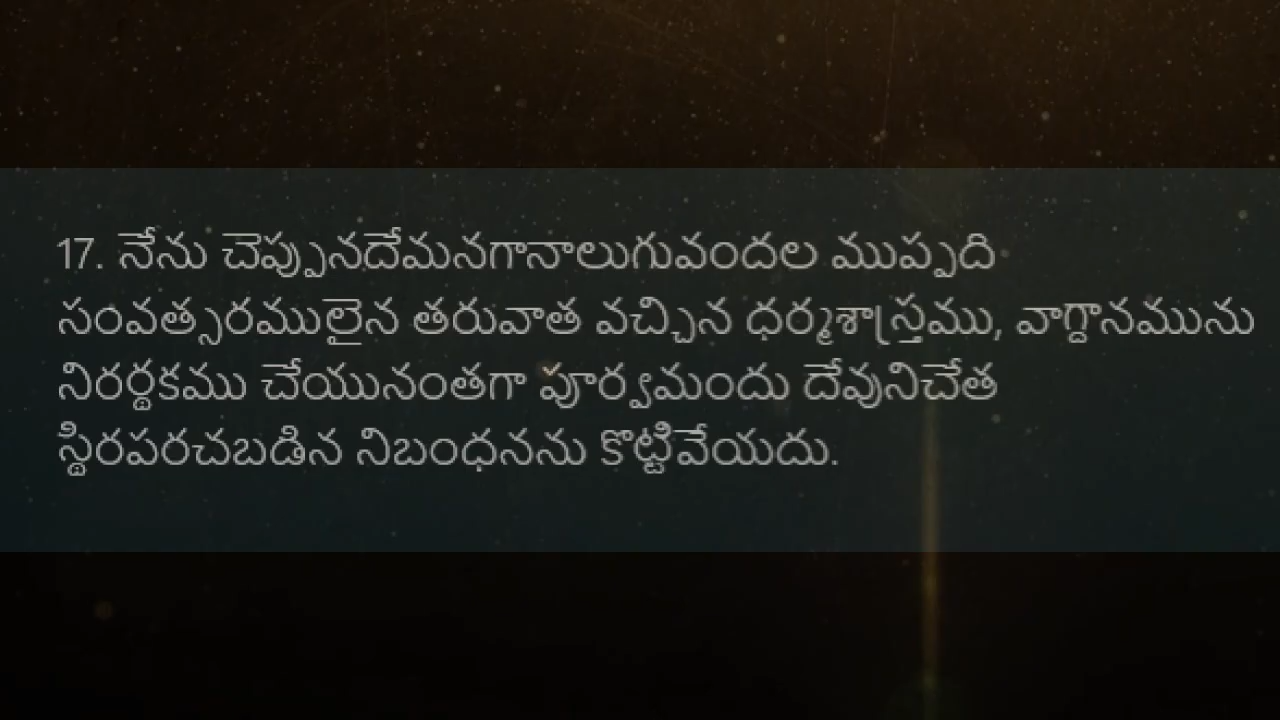 17. నేను చెప్పునదేమనగానాలుగువందల ముప్పది
సంవత్సరములైన తరువాత వచ్చిన ధర్మశాస్త్రము, వాగ్దానమును
నిరర్థకము చేయునంతగా పూర్వమందు దేవునిచేత
స్థిరపరచబడిన నిబంధనను కొట్టివేయదు.